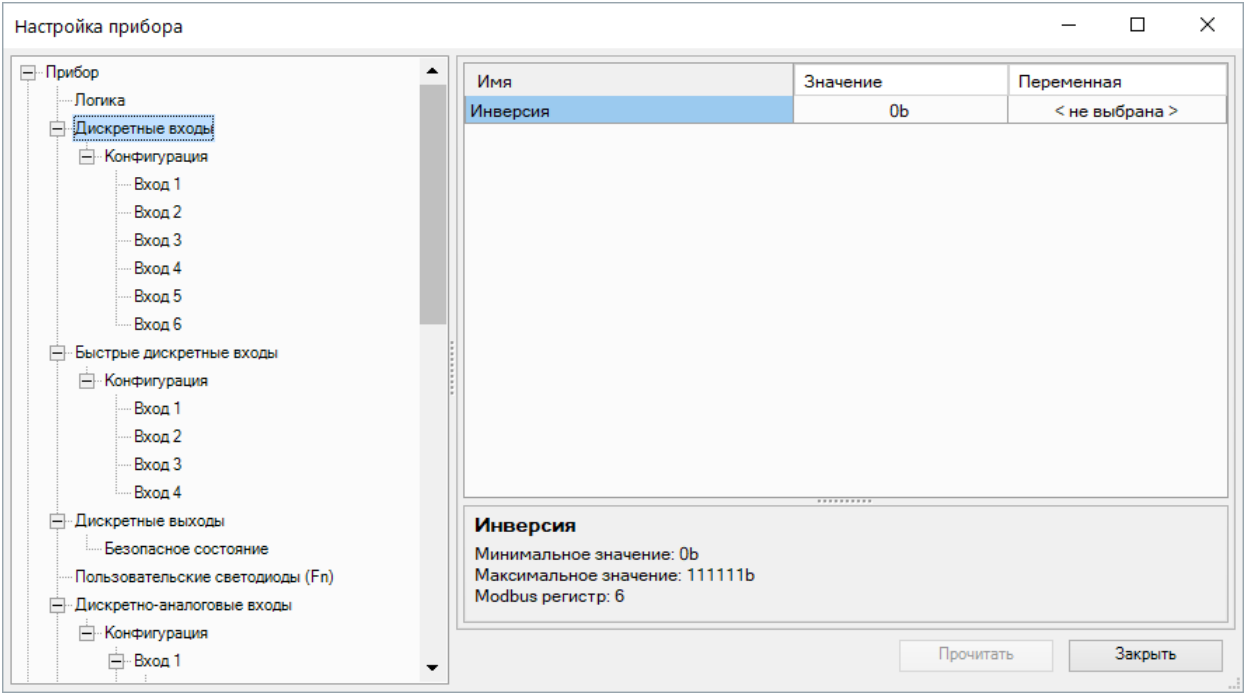 Настройка прибора
Прибор
Логика
Дискретные входы
Конфигурация
Вход 1
Вход 2
Вход 3
Вход 4
Вход 5
Вход 6
Быстрые дискретные входы
Конфигурация
Вход 1
Вход 2
Вход 3
Вход 4
Дискретные выходы
Безопасное состояние
Пользовательские светодиоды (Fn)
Дискретно-аналоговые входы
Конфигурация
Вход 1
Имя Значение Переменная
Инверсия 0b < не выбрана >
Инверсия
Минимальное значение: 0b
Максимальное значение: 111111b
Modbus регистр: 6
Прочитать Закрыть